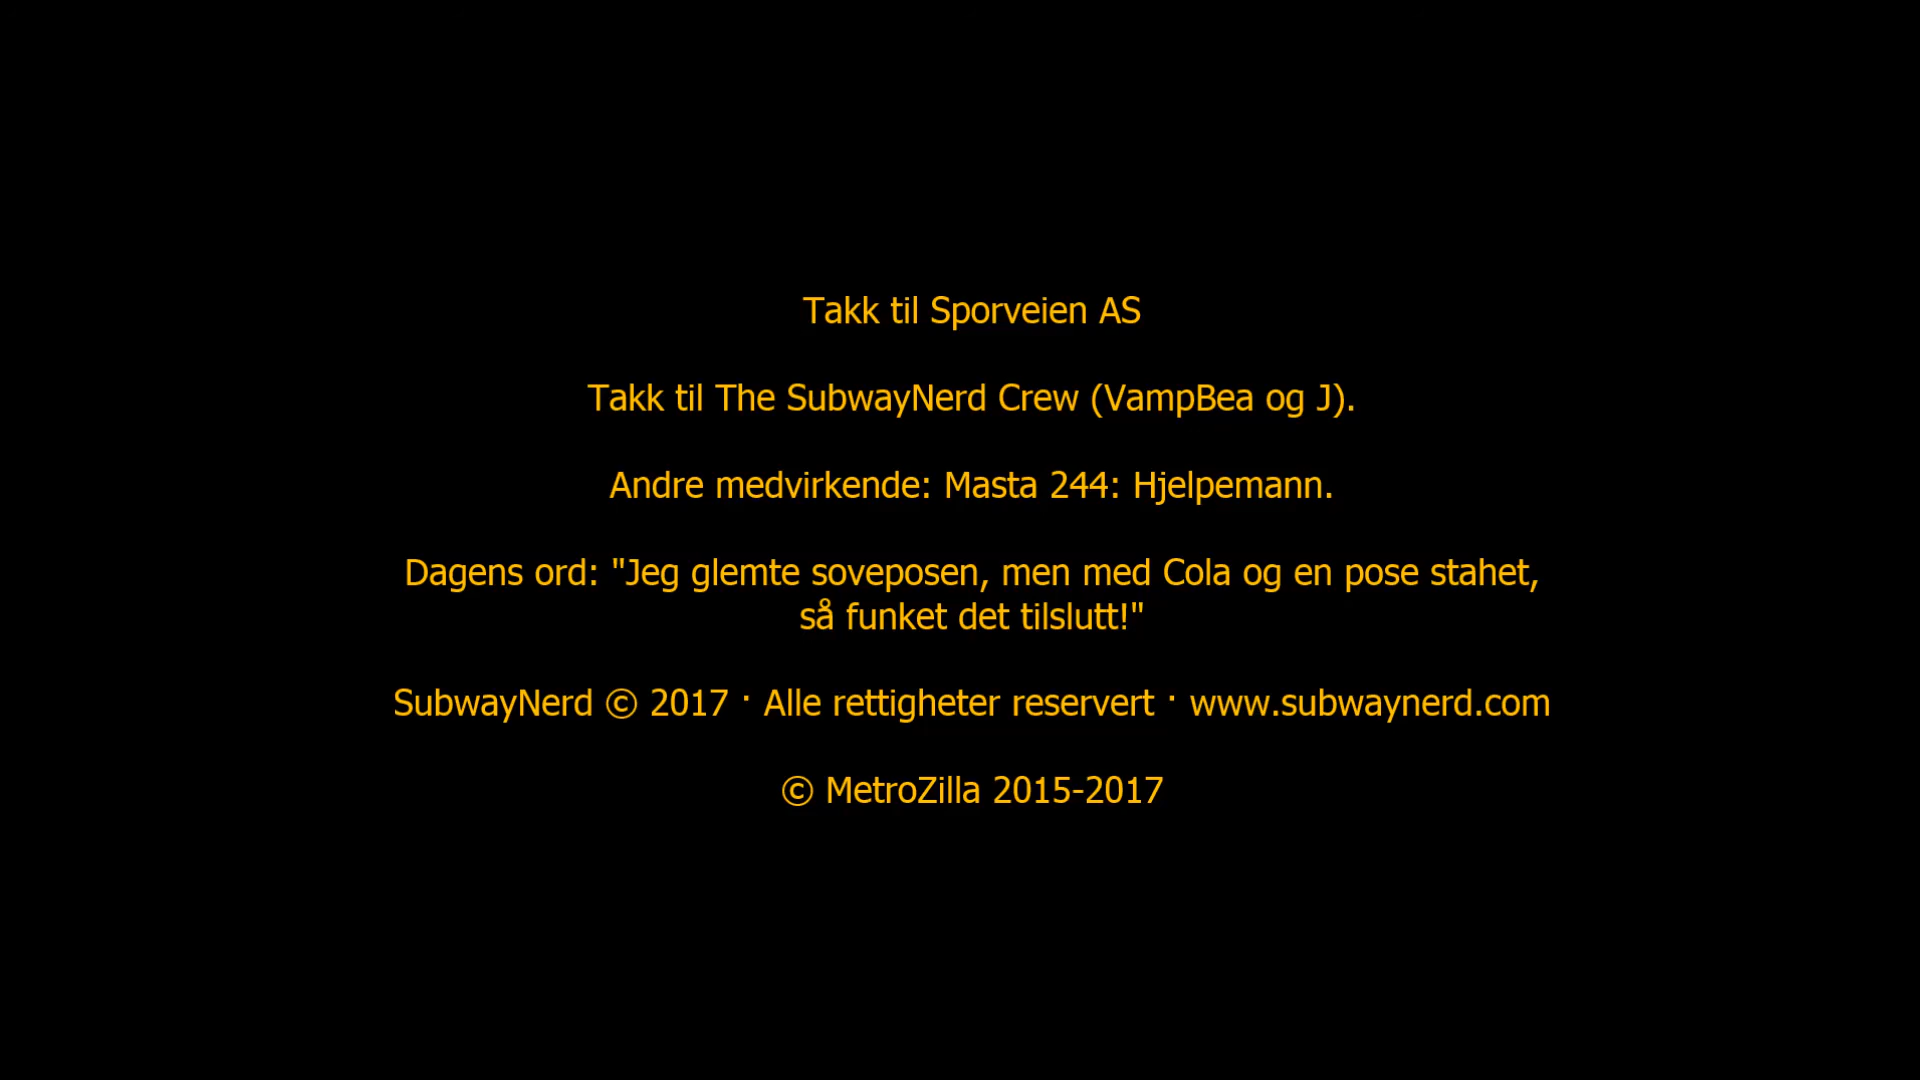 Takk til Sporveien AS
Takk til The SubwayNerd Crew (VampBea og J).
Andre medvirkende: Masta 244: Hjelpemann.
Dagens ord: "Jeg glemte soveposen, men med Cola og en pose stahet,
så funket det tilslutt!"
SubwayNerd © 2017 · Alle rettigheter reservert · www.subwaynerd.com
© MetroZilla 2015-2017